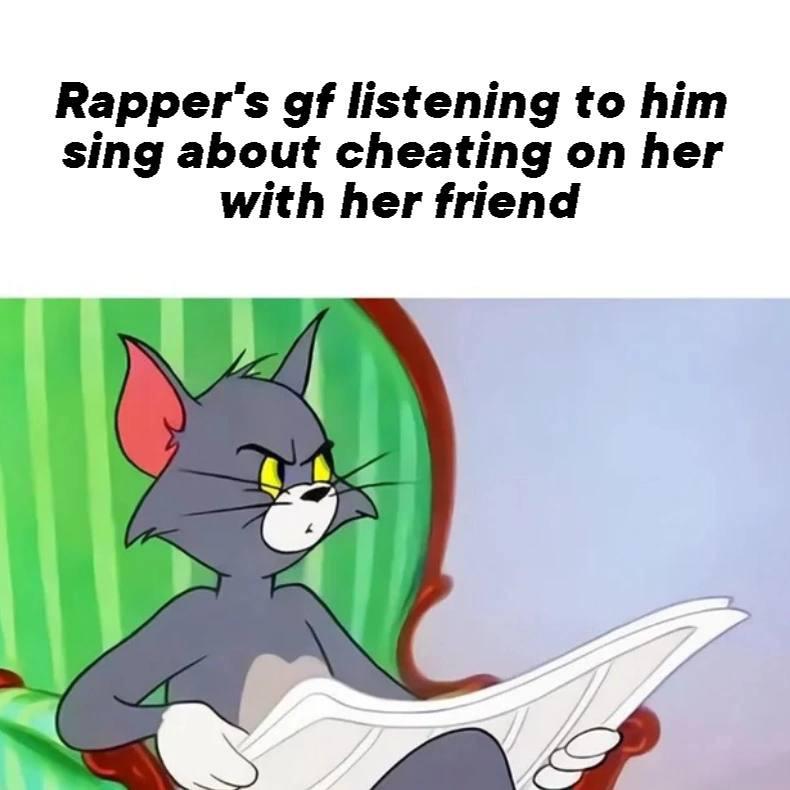 Rapper's gf listening to him
sing about cheating on her
with her friend